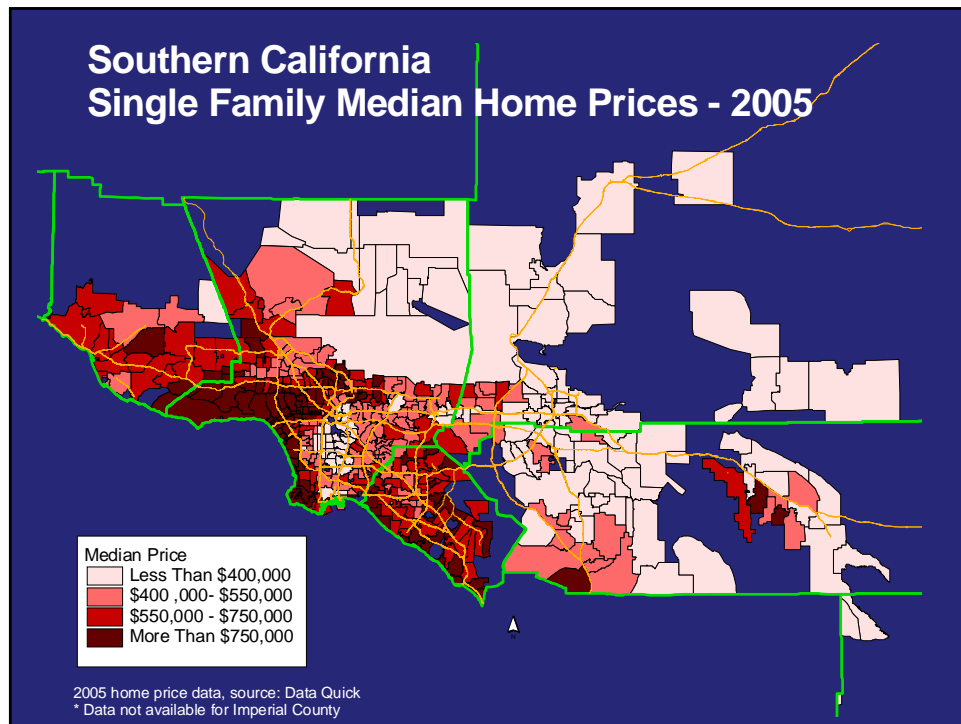 Southern California
Single Family Median Home Prices - 2005
Median Price
Less Than $400,000
$400 ,000- $550,000
$550,000 - $750,000
More Than $750,000
2005 home price data, source: Data Quick
* Data not available for Imperial County